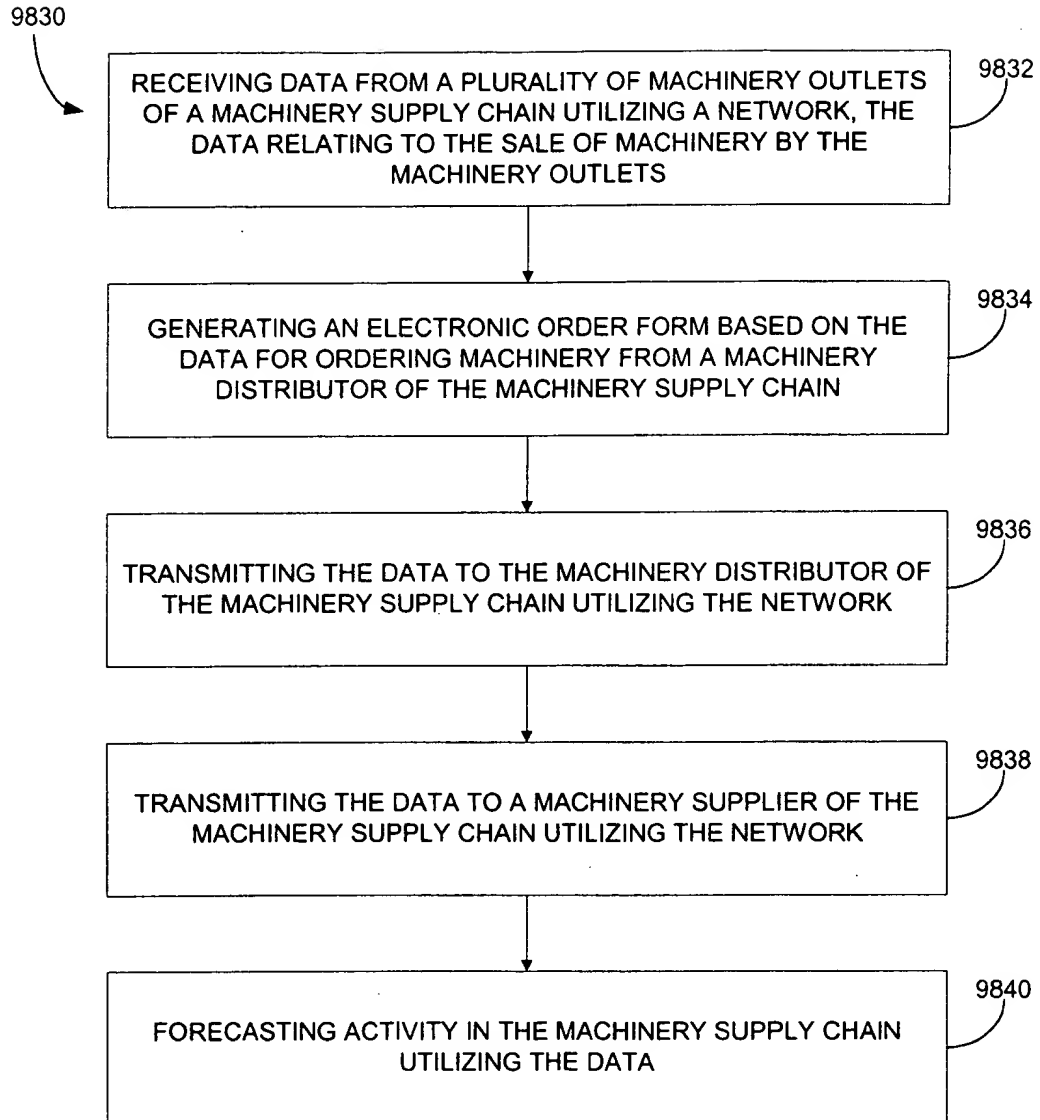 9830
RECEIVING DATA FROM A PLURALITY OF MACHINERY OUTLETS
OF A MACHINERY SUPPLY CHAIN UTILIZING A NETWORK, THE
DATA RELATING TO THE SALE OF MACHINERY BY THE
MACHINERY OUTLETS
9832
GENERATING AN ELECTRONIC ORDER FORM BASED ON THE
DATA FOR ORDERING MACHINERY FROM A MACHINERY
DISTRIBUTOR OF THE MACHINERY SUPPLY CHAIN
9834
TRANSMITTING THE DATA TO THE MACHINERY DISTRIBUTOR OF
THE MACHINERY SUPPLY CHAIN UTILIZING THE NETWORK
9836
TRANSMITTING THE DATA TO A MACHINERY SUPPLIER OF THE
MACHINERY SUPPLY CHAIN UTILIZING THE NETWORK
9838
FORECASTING ACTIVITY IN THE MACHINERY SUPPLY CHAIN
UTILIZING THE DATA
9840